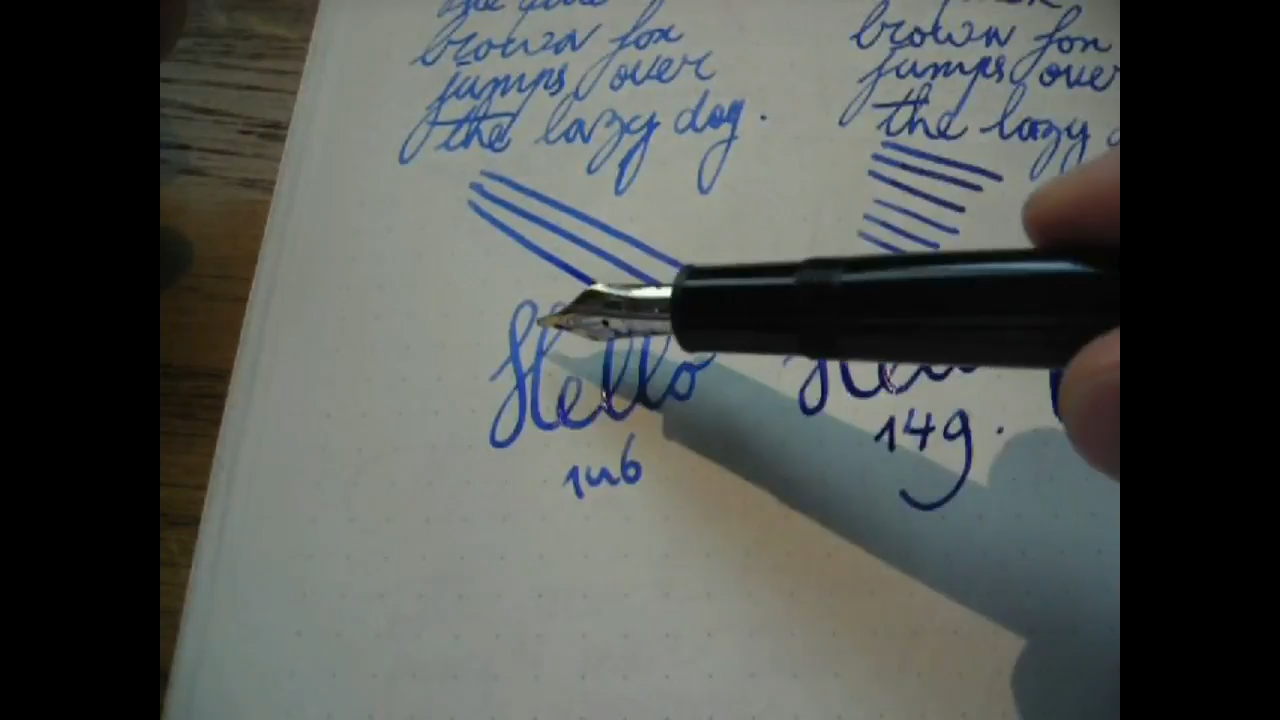 brown fox
jumps over
the lazy dog.
Hello
146
brown fox
jumps over
the lazy
149.